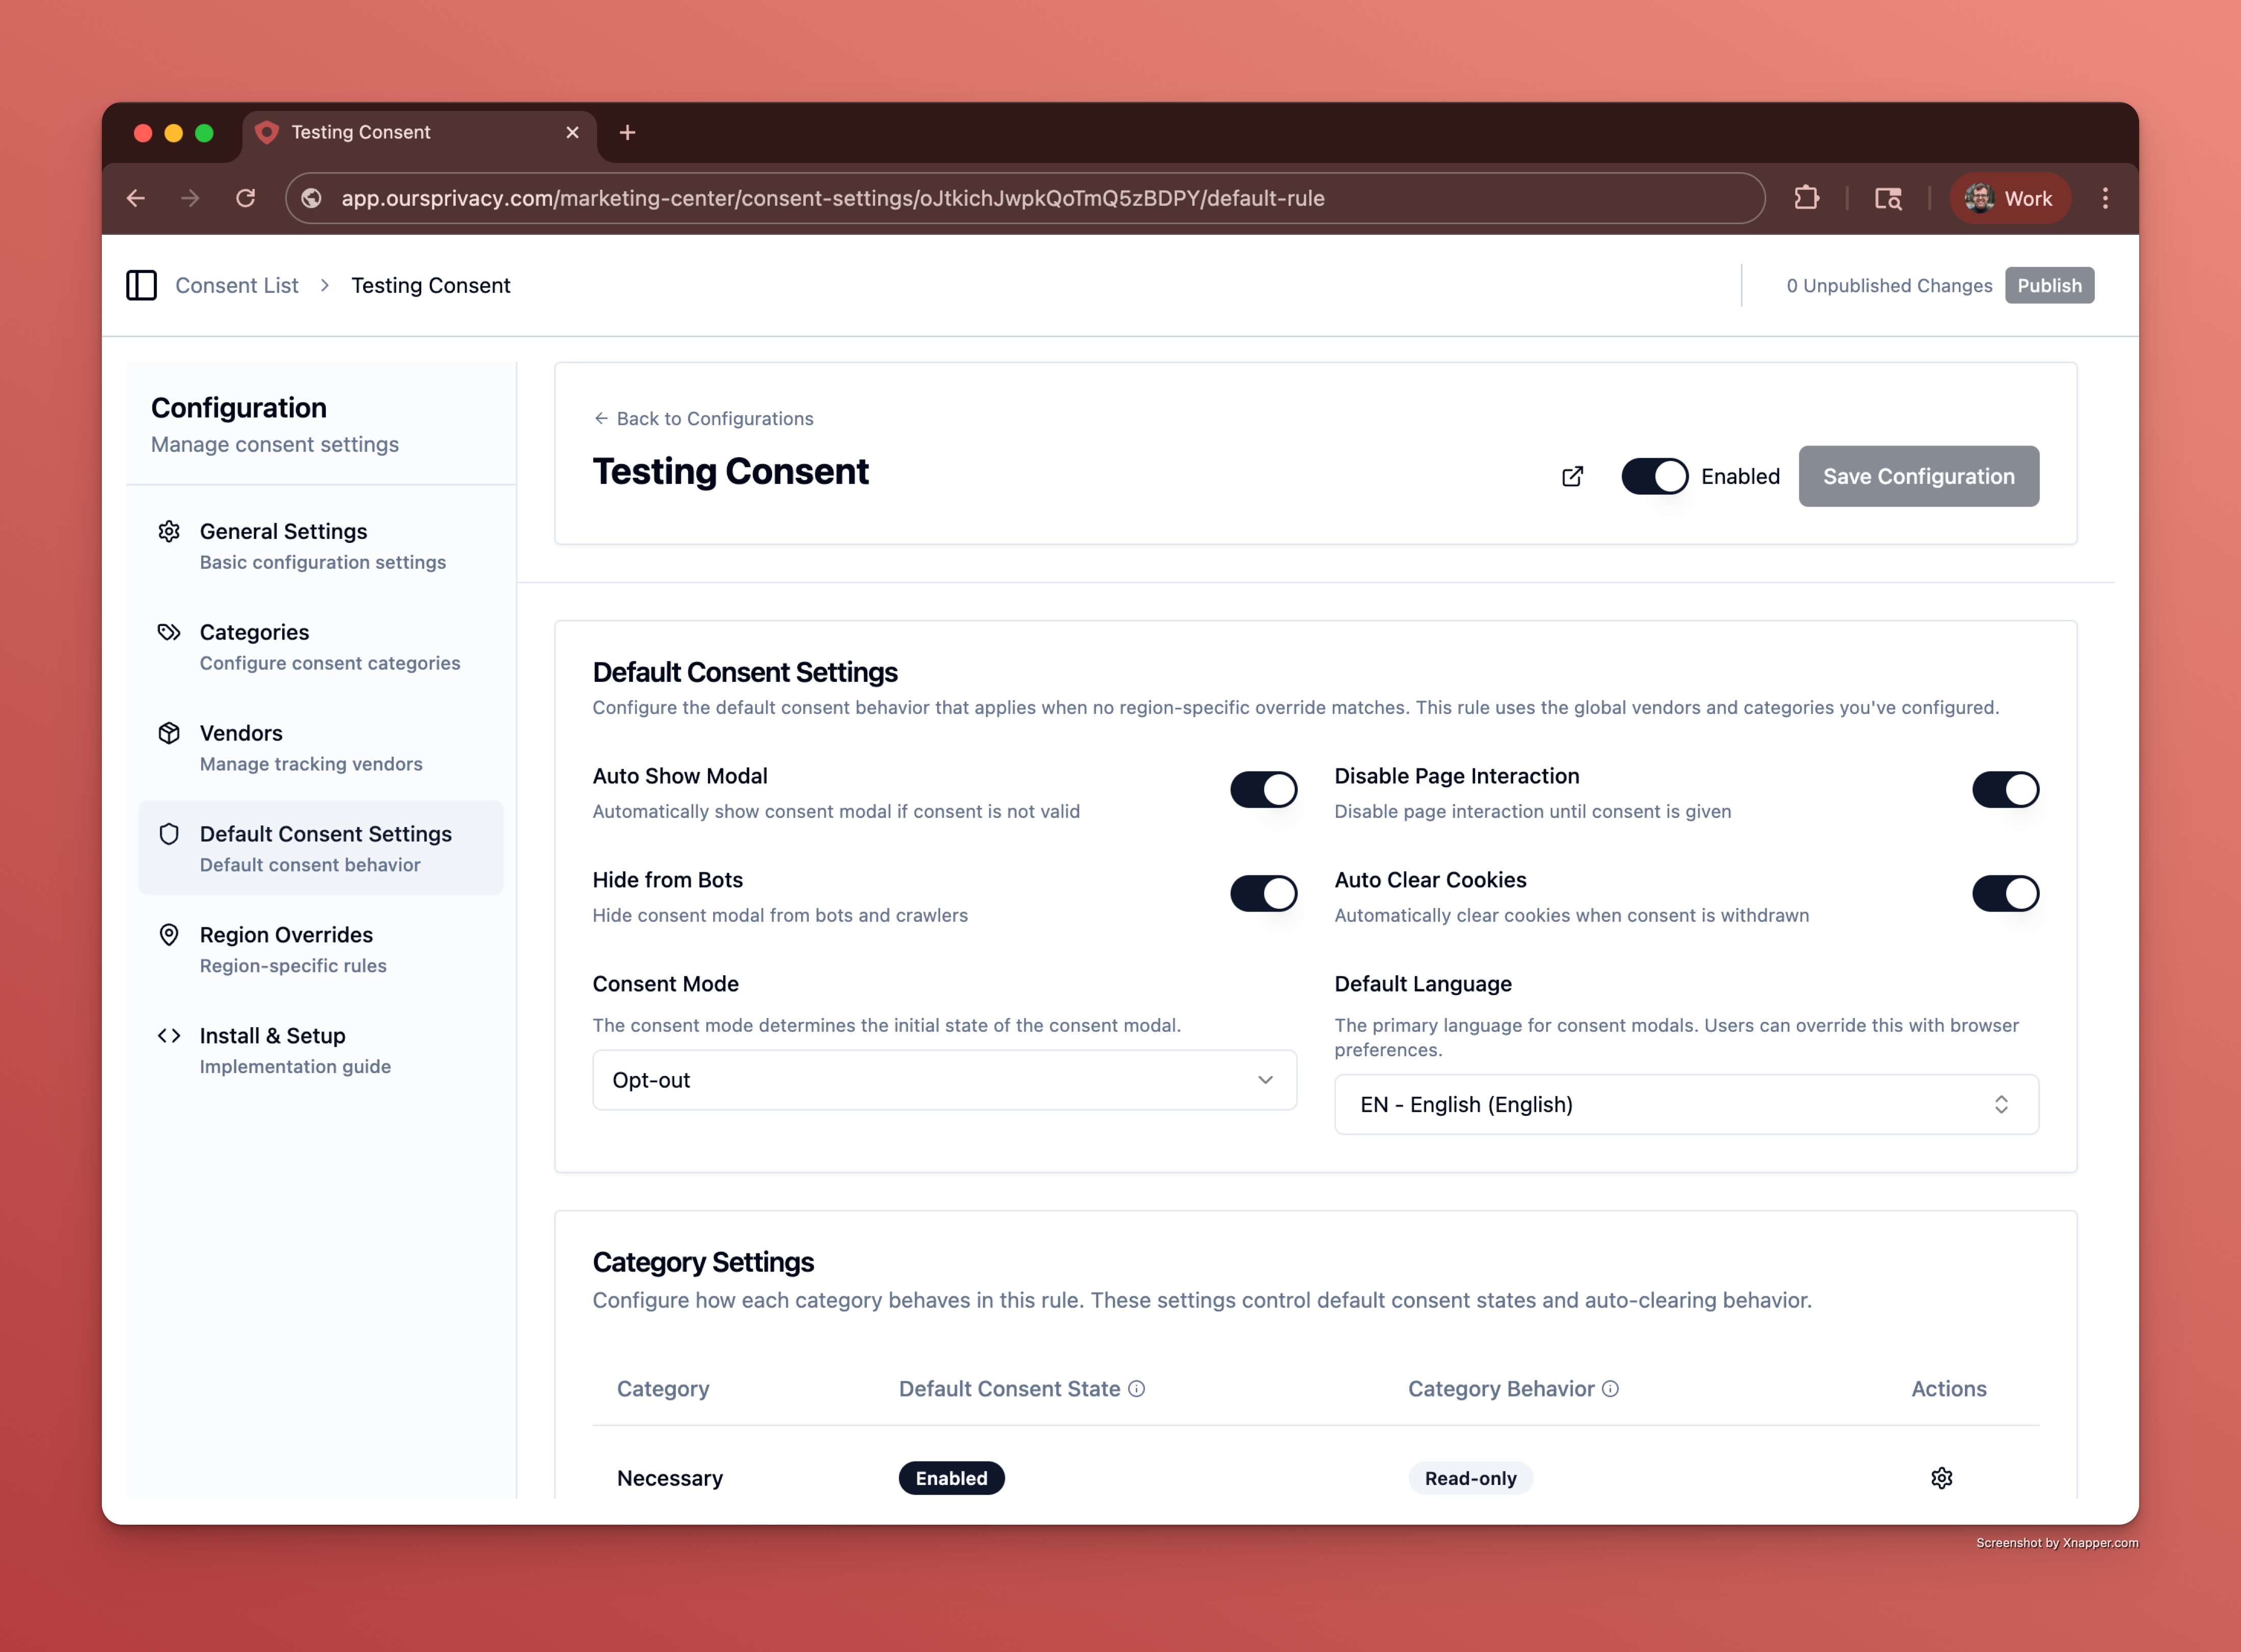 Testing Consent
app.oursprivacy.com/marketing-center/consent-settings/oJtkichJwpkQoTmQ5zBDPY/default-rule
Work
Consent List > Testing Consent
0 Unpublished Changes
Publish
Configuration
Manage consent settings
General Settings
Basic configuration settings
Categories
Configure consent categories
Vendors
Manage tracking vendors
Default Consent Settings
Default consent behavior
Region Overrides
Region-specific rules
Install & Setup
Implementation guide
← Back to Configurations
Testing Consent
Enabled
Save Configuration
Default Consent Settings
Configure the default consent behavior that applies when no region-specific override matches. This rule uses the global vendors and categories you've configured.
Auto Show Modal
Automatically show consent modal if consent is not valid
Disable Page Interaction
Disable page interaction until consent is given
Hide from Bots
Hide consent modal from bots and crawlers
Auto Clear Cookies
Automatically clear cookies when consent is withdrawn
Consent Mode
The consent mode determines the initial state of the consent modal.
Opt-out
Default Language
The primary language for consent modals. Users can override this with browser
preferences.
EN - English (English)
Category Settings
Configure how each category behaves in this rule. These settings control default consent states and auto-clearing behavior.
Category
Default Consent State
Category Behavior
Actions
Necessary
Enabled
Read-only
Screenshot by Xnapper.com